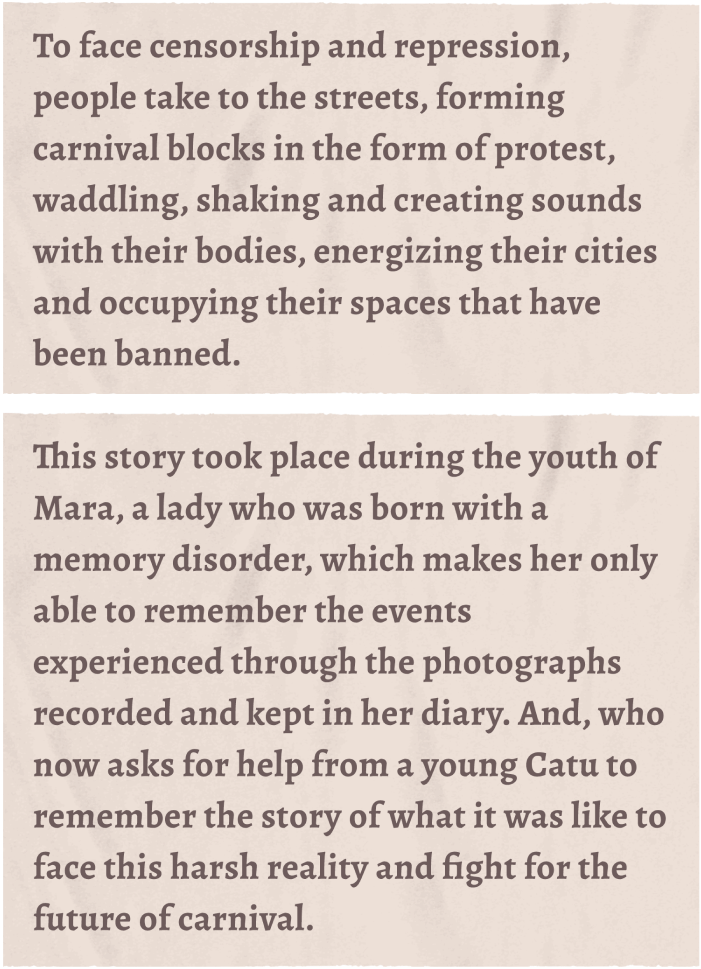 To face censorship and repression,
people take to the streets, forming
carnival blocks in the form of protest,
waddling, shaking and creating sounds
with their bodies, energizing their cities
and occupying their spaces that have
been banned.
This story took place during the youth of
Mara, a lady who was born with a
memory disorder, which makes her only
able to remember the events
experienced through the photographs
recorded and kept in her diary. And, who
now asks for help from a young Catu to
remember the story of what it was like to
face this harsh reality and fight for the
future of carnival.